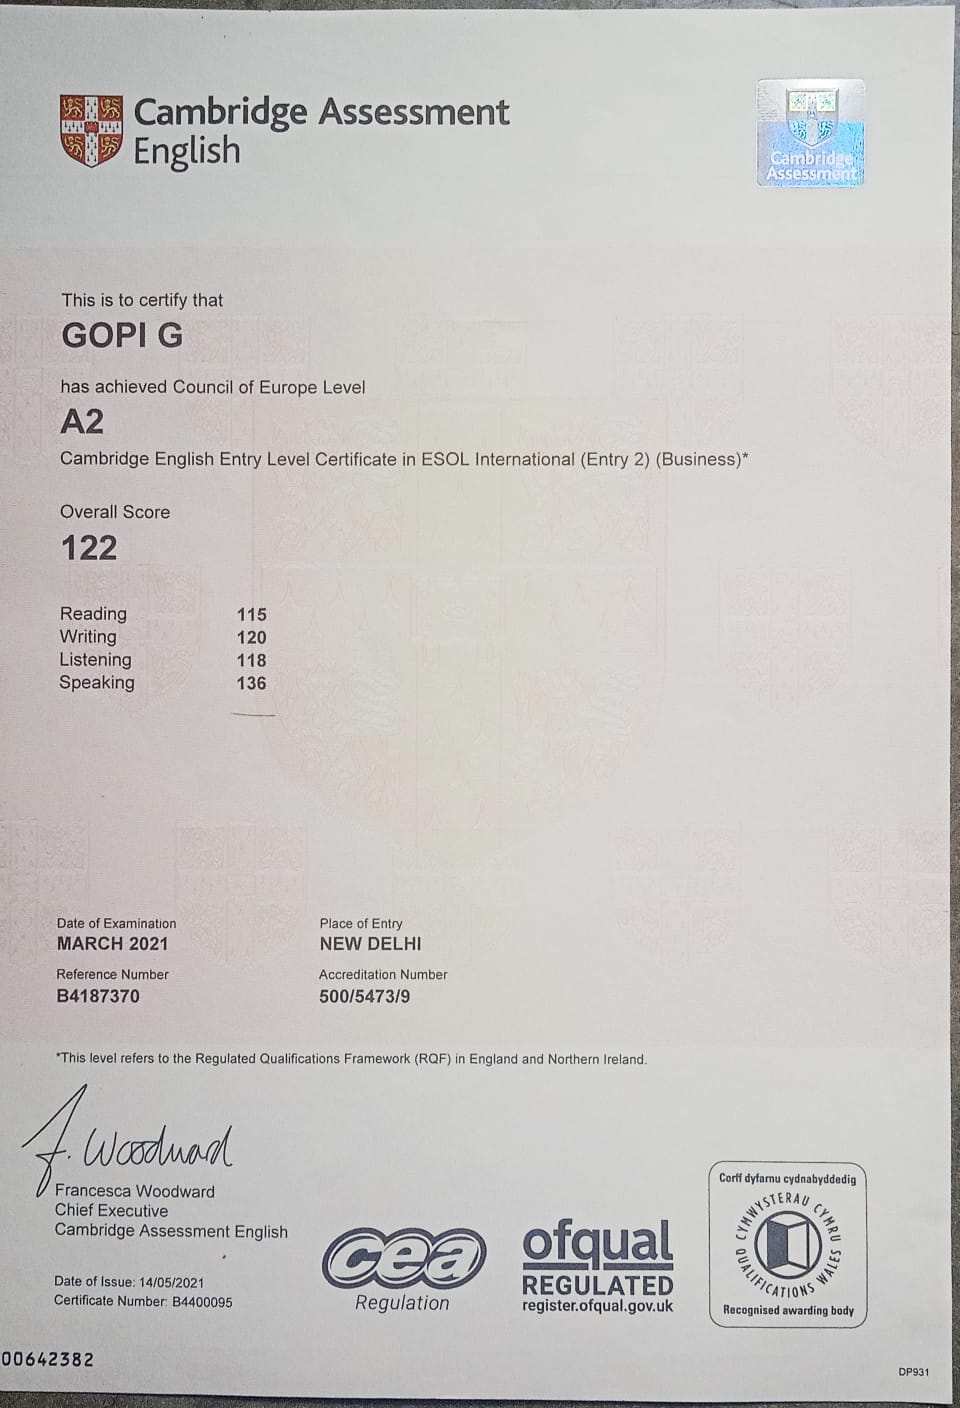 Cambridge Assessment
English
Cambridge
Assessment
This is to certify that
GOPI G
has achieved Council of Europe Level
A2
Cambridge English Entry Level Certificate in ESOL International (Entry 2) (Business)*
Overall Score
122
Reading 115
Writing 120
Listening 118
Speaking 136
Date of Examination Place of Entry
MARCH 2021 NEW DELHI
Reference Number Accreditation Number
B4187370 500/5473/9
*This level refers to the Regulated Qualifications Framework (RQF) in England and Northern Ireland.
F. Woodward
Francesca Woodward
Chief Executive
Cambridge Assessment English
Date of Issue: 14/05/2021
Certificate Number: B4400095
cea
Regulation
ofqual
REGULATED
register.ofqual.gov.uk
Corff dyfarnu cydnabyddedig
CYMWYSTERAU CYMRU
QUALIFICATIONS WALES
Recognised awarding body
00642382
DP931